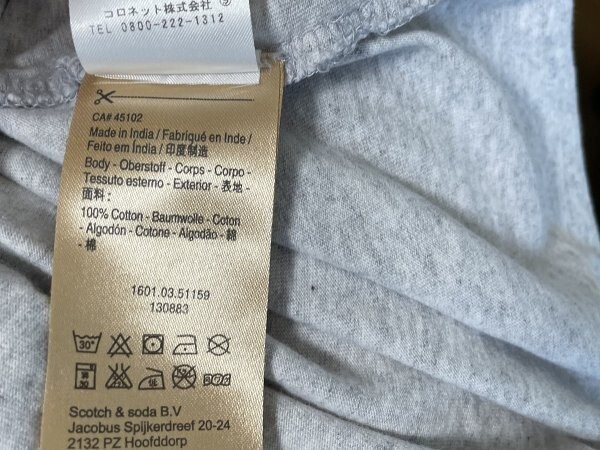 コロネット株式会社 ③
TEL 0800-222-1312
CA# 45102
Made in India / Fabriqué en Inde /
Feito em Índia / 印度制造
Body - Oberstoff - Corps - Corpo -
Tessuto esterno - Exterior - 表地 -
面料:
100% Cotton - Baumwolle - Coton
- Algodón - Cotone - Algodão - 綿
- 棉
1601.03.51159
130883
30°
Scotch & soda B.V
Jacobus Spijkerdreef 20-24
2132 PZ Hoofddorp